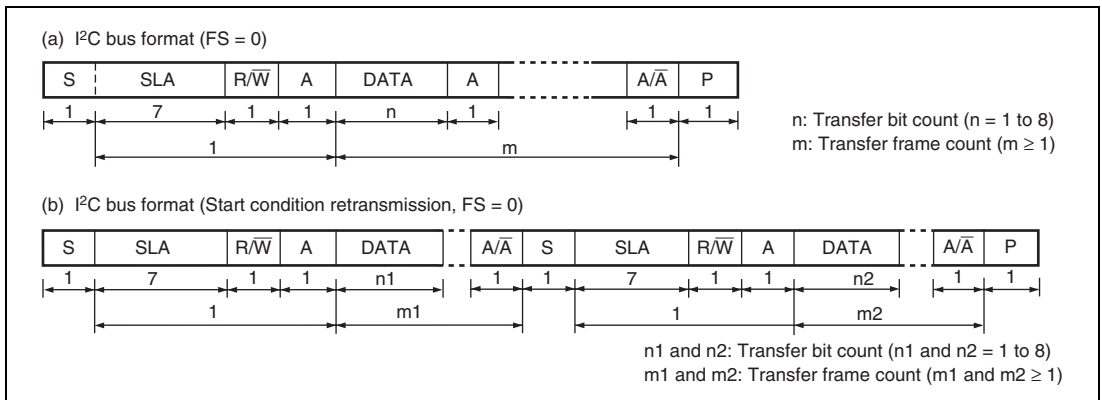 (a) I²C bus format (FS = 0)
S SLA R/W̅ A DATA A A/A̅ P
1 7 1 1 n 1 1 1
1 m
n: Transfer bit count (n = 1 to 8)
m: Transfer frame count (m ≥ 1)
(b) I²C bus format (Start condition retransmission, FS = 0)
S SLA R/W̅ A DATA A/A̅ S SLA R/W̅ A DATA A/A̅ P
1 7 1 1 n1 1 1 7 1 1 n2 1 1
1 m1 1 m2
n1 and n2: Transfer bit count (n1 and n2 = 1 to 8)
m1 and m2: Transfer frame count (m1 and m2 ≥ 1)